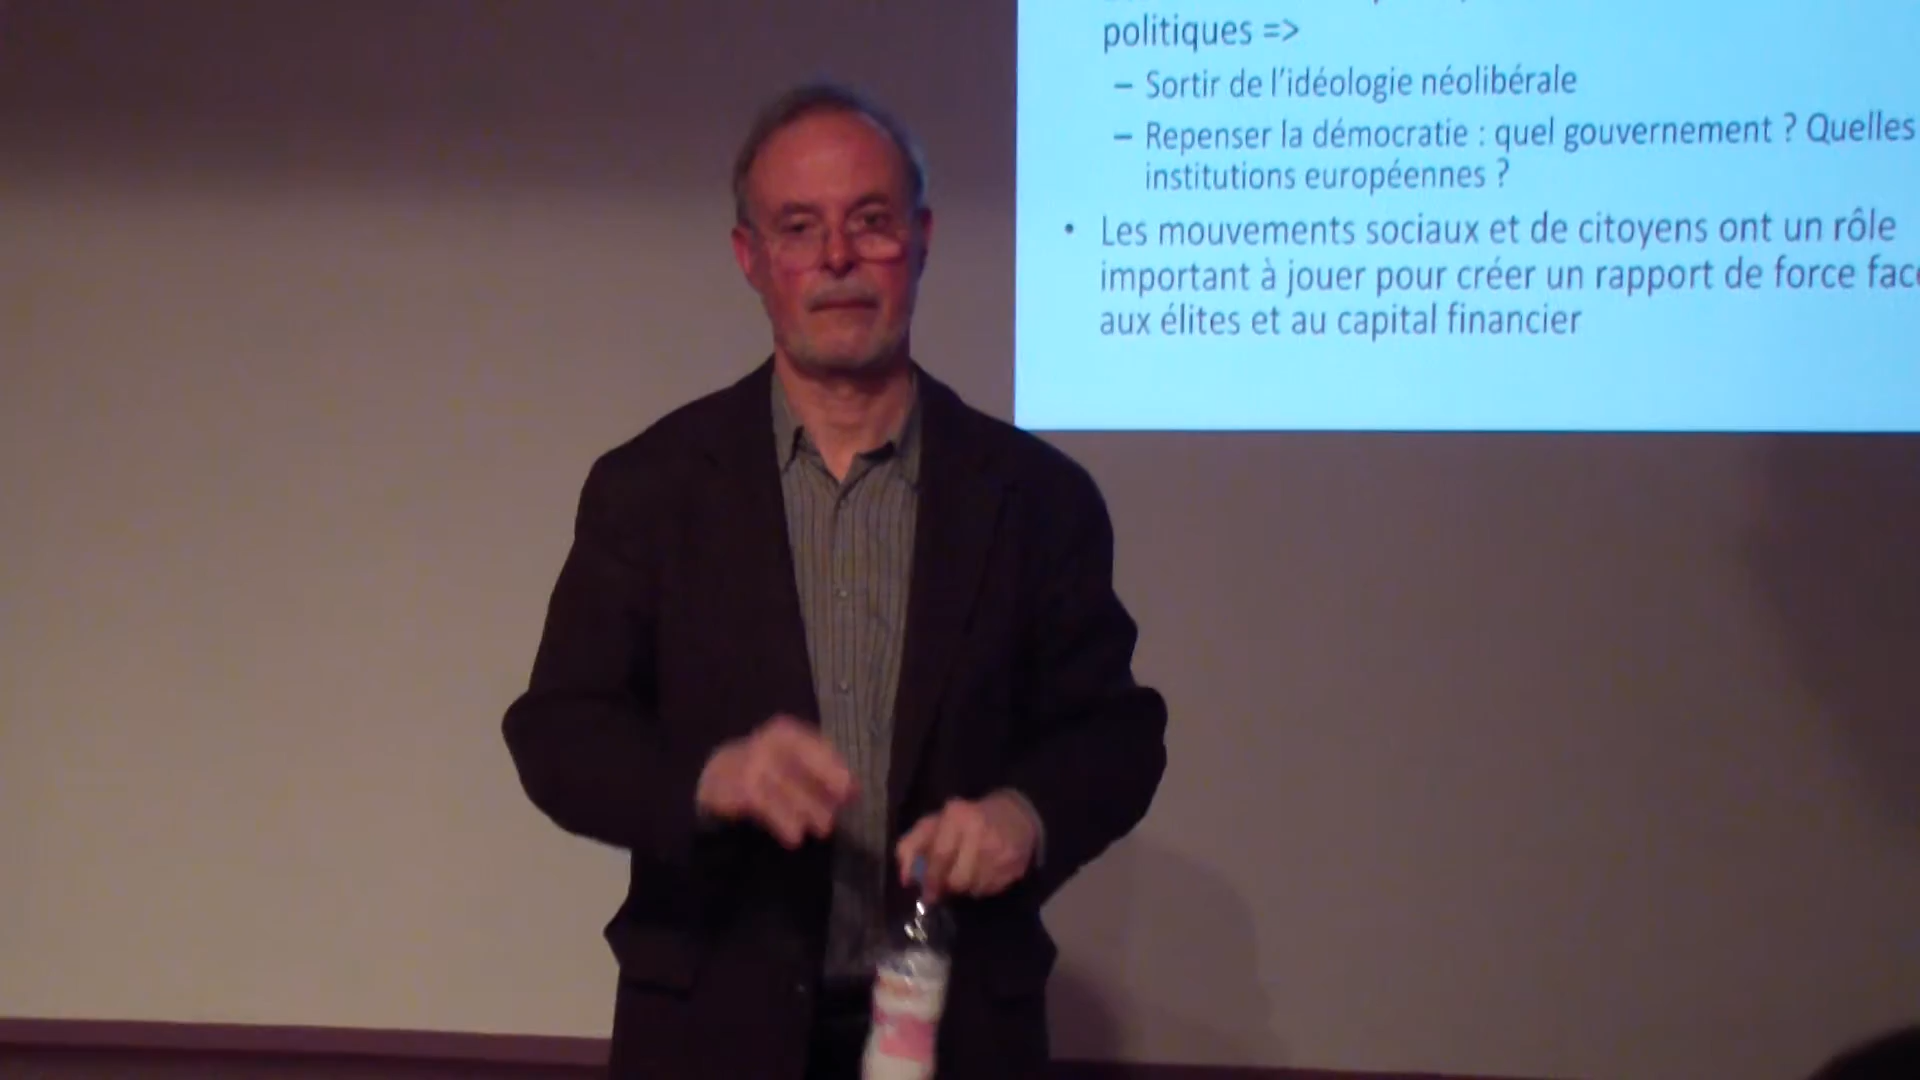 politiques =>
– Sortir de l'idéologie néolibérale
– Repenser la démocratie : quel gouvernement ? Quelles
institutions européennes ?
• Les mouvements sociaux et de citoyens ont un rôle
important à jouer pour créer un rapport de force face
aux élites et au capital financier